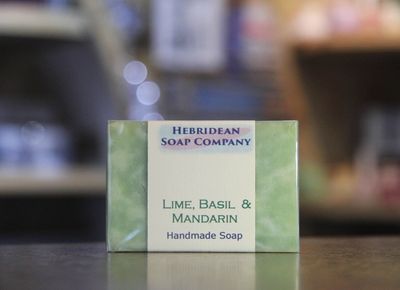 Hebridean
Soap Company
Lime, Basil &
Mandarin
Handmade Soap